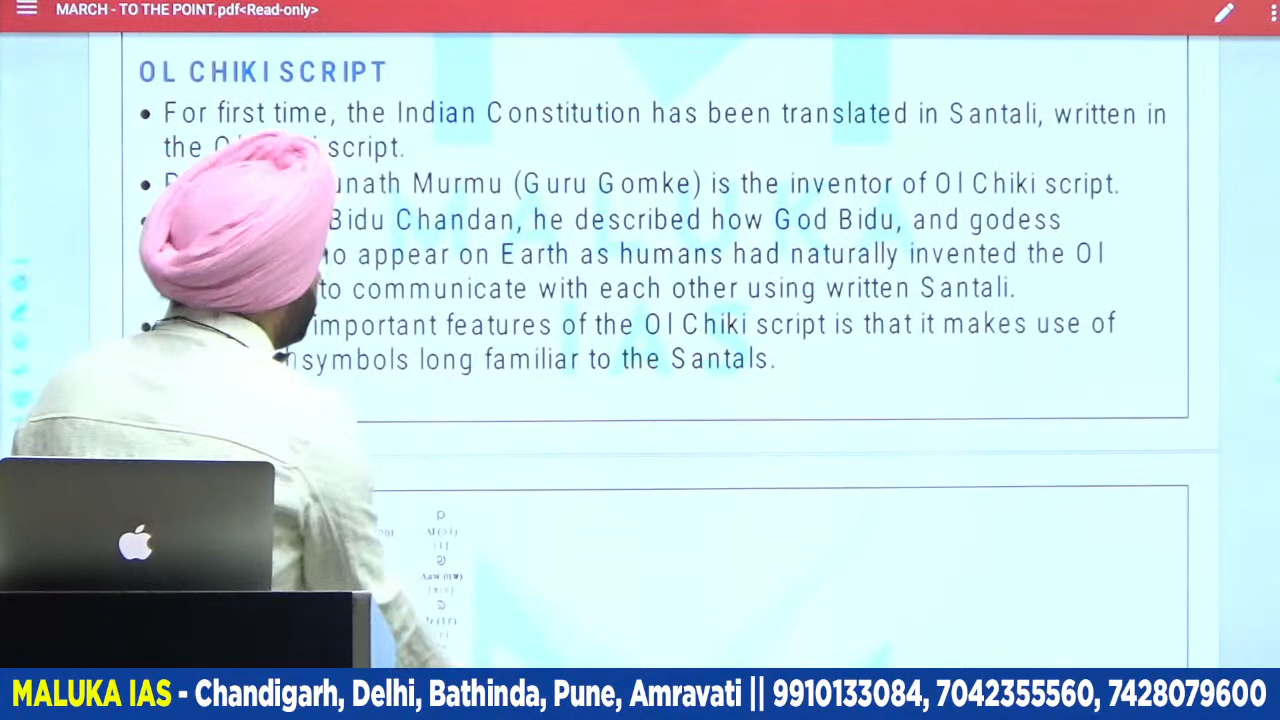 MARCH - TO THE POINT.pdf<Read-only>
OL CHIKI SCRIPT
• For first time, the Indian Constitution has been translated in Santali, written in
the script.
• Murmu (Guru Gomke) is the inventor of Ol Chiki script.
Bidu Chandan, he described how God Bidu, and godess
appear on Earth as humans had naturally invented the Ol
to communicate with each other using written Santali.
important features of the Ol Chiki script is that it makes use of
symbols long familiar to the Santals.
MALUKA
IAS
MALUKA IAS - Chandigarh, Delhi, Bathinda, Pune, Amravati || 9910133084, 7042355560, 7428079600